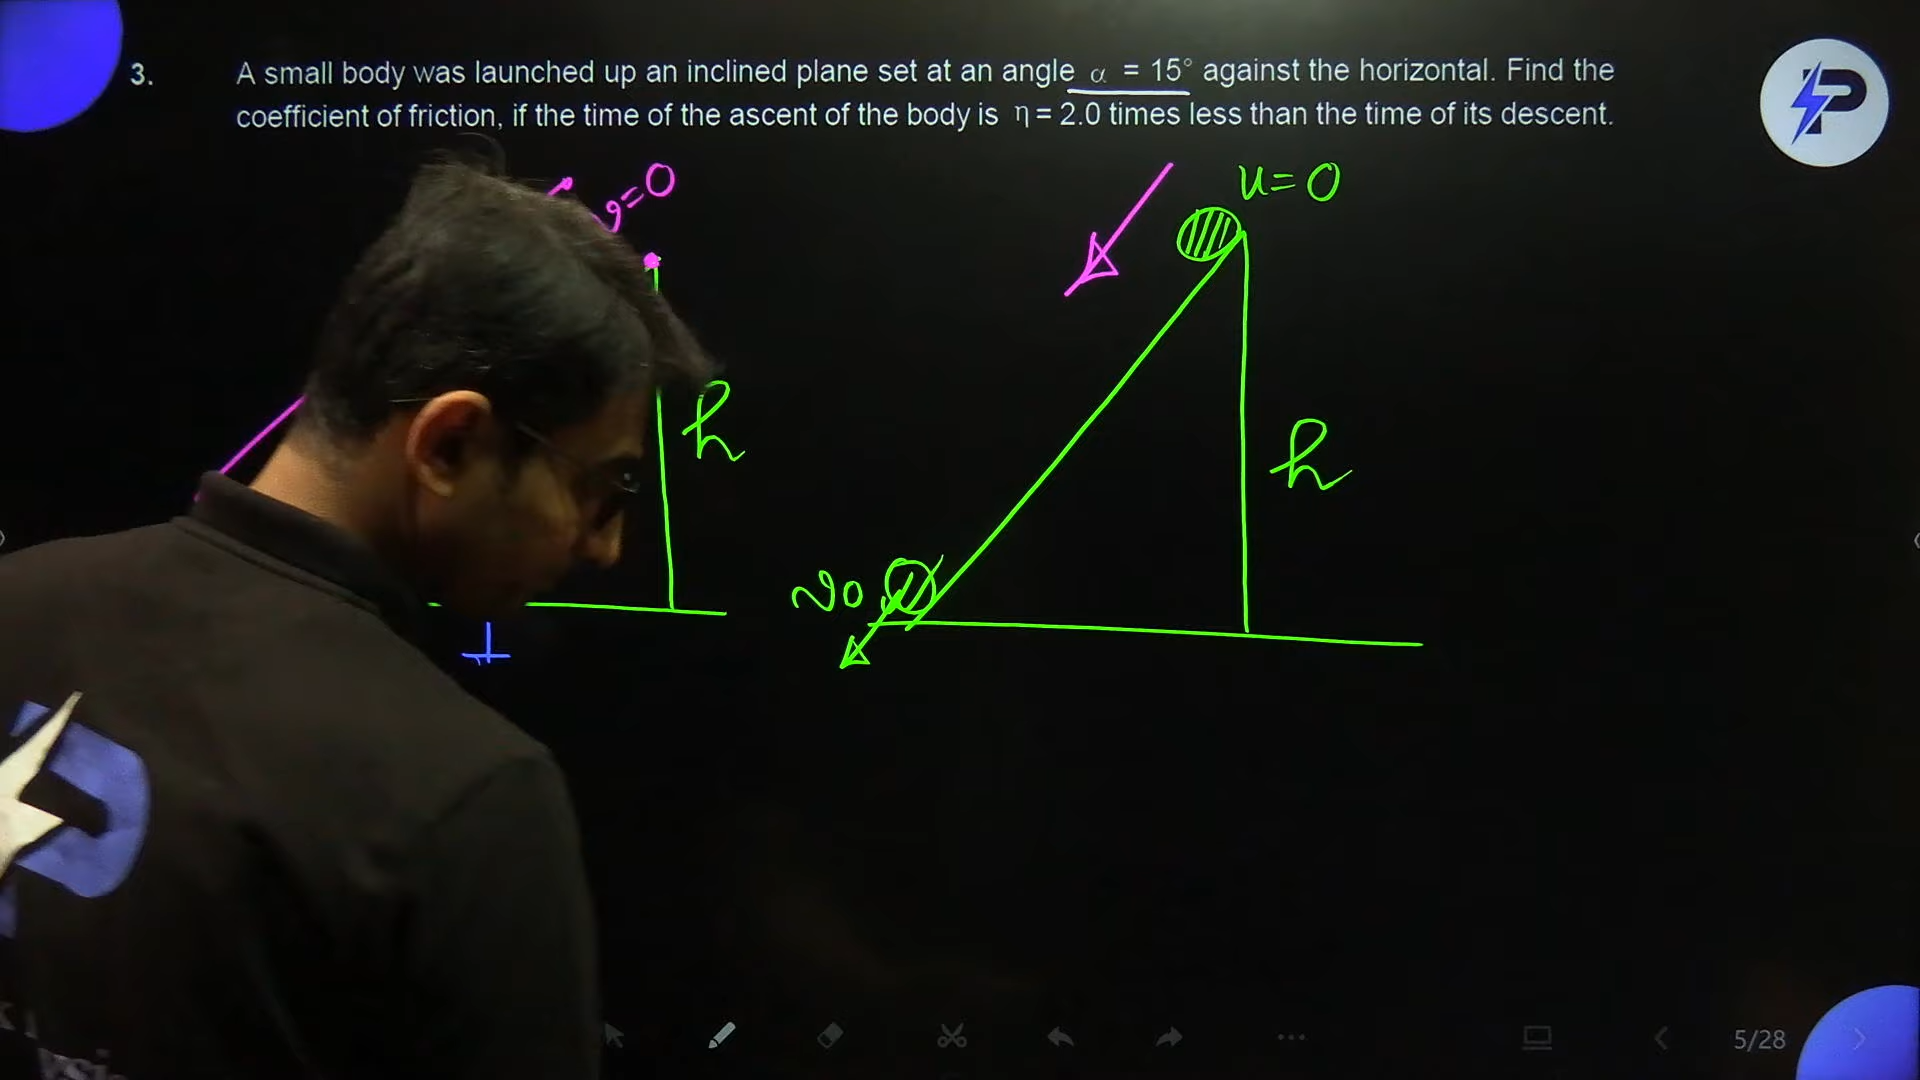 3. A small body was launched up an inclined plane set at an angle α = 15° against the horizontal. Find the
coefficient of friction, if the time of the ascent of the body is η = 2.0 times less than the time of its descent.
v=0
u=0
h
h
v0
5/28